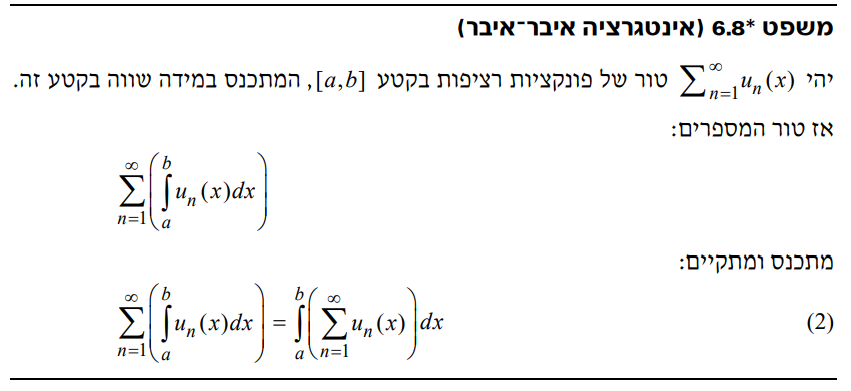 משפט *6.8 (אינטגרציה איבר־איבר)
יהי $\sum_{n=1}^{\infty} u_n(x)$ טור של פונקציות רציפות בקטע $[a,b]$, המתכנס במידה שווה בקטע זה.
אז טור המספרים:
$\sum_{n=1}^{\infty}\left(\int_a^b u_n(x)dx\right)$
מתכנס ומתקיים:
(2) $\sum_{n=1}^{\infty}\left(\int_a^b u_n(x)dx\right) = \int_a^b\left(\sum_{n=1}^{\infty} u_n(x)\right)dx$